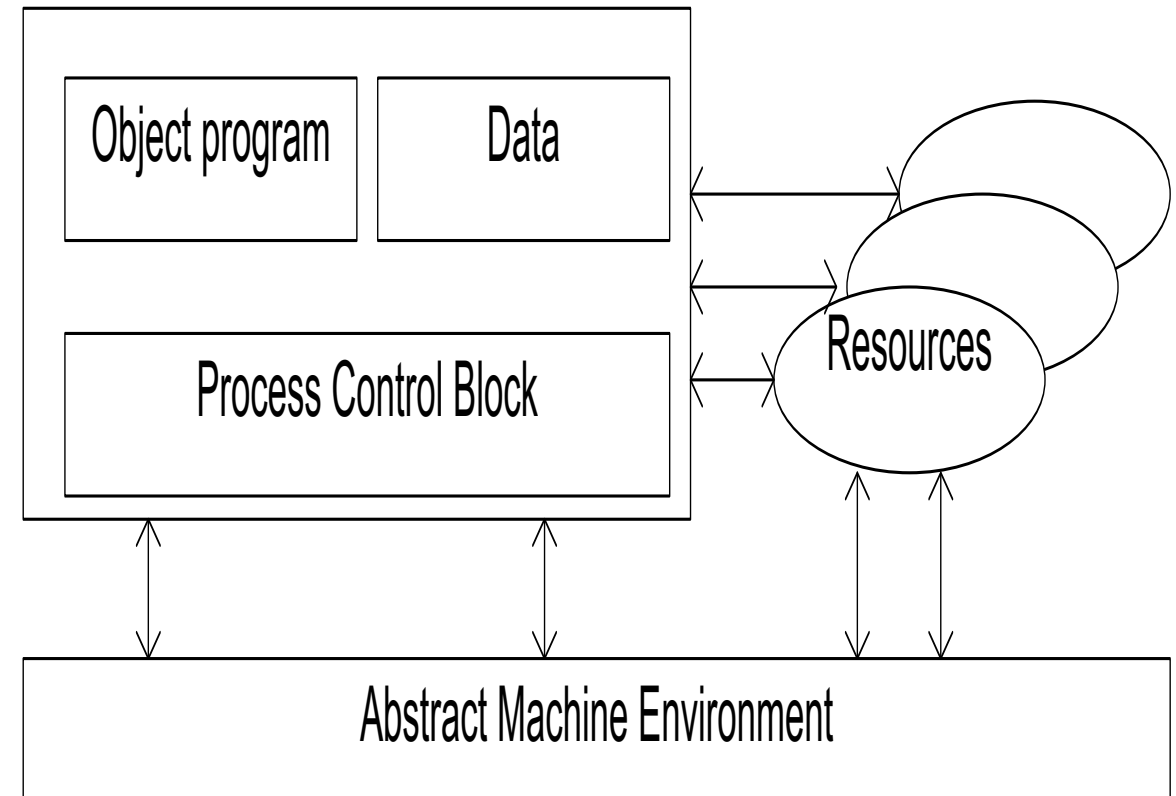 Object program
Data
Process Control Block
Resources
Abstract Machine Environment